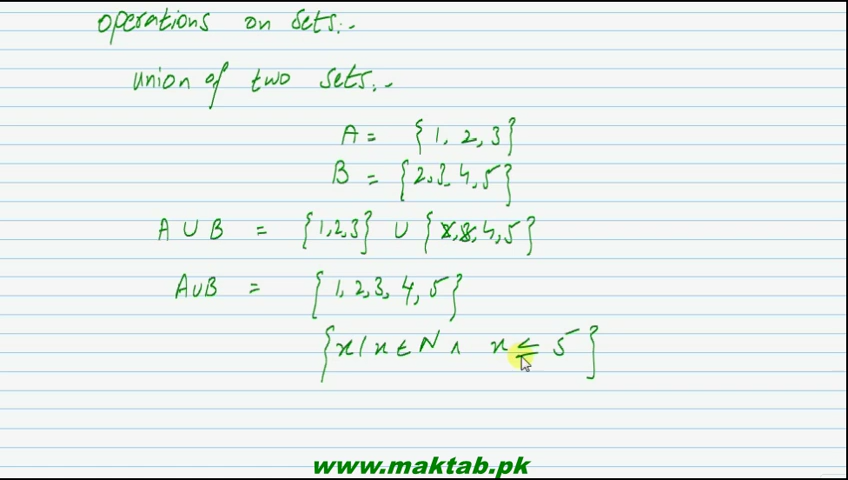 operations on sets:-
union of two sets:-
A = {1, 2, 3}
B = {2, 3, 4, 5}
A ∪ B = {1, 2, 3} ∪ {2, 3, 4, 5}
A∪B = {1, 2, 3, 4, 5}
{x / x ∈ N ∧ x ≤ 5}
www.maktab.pk